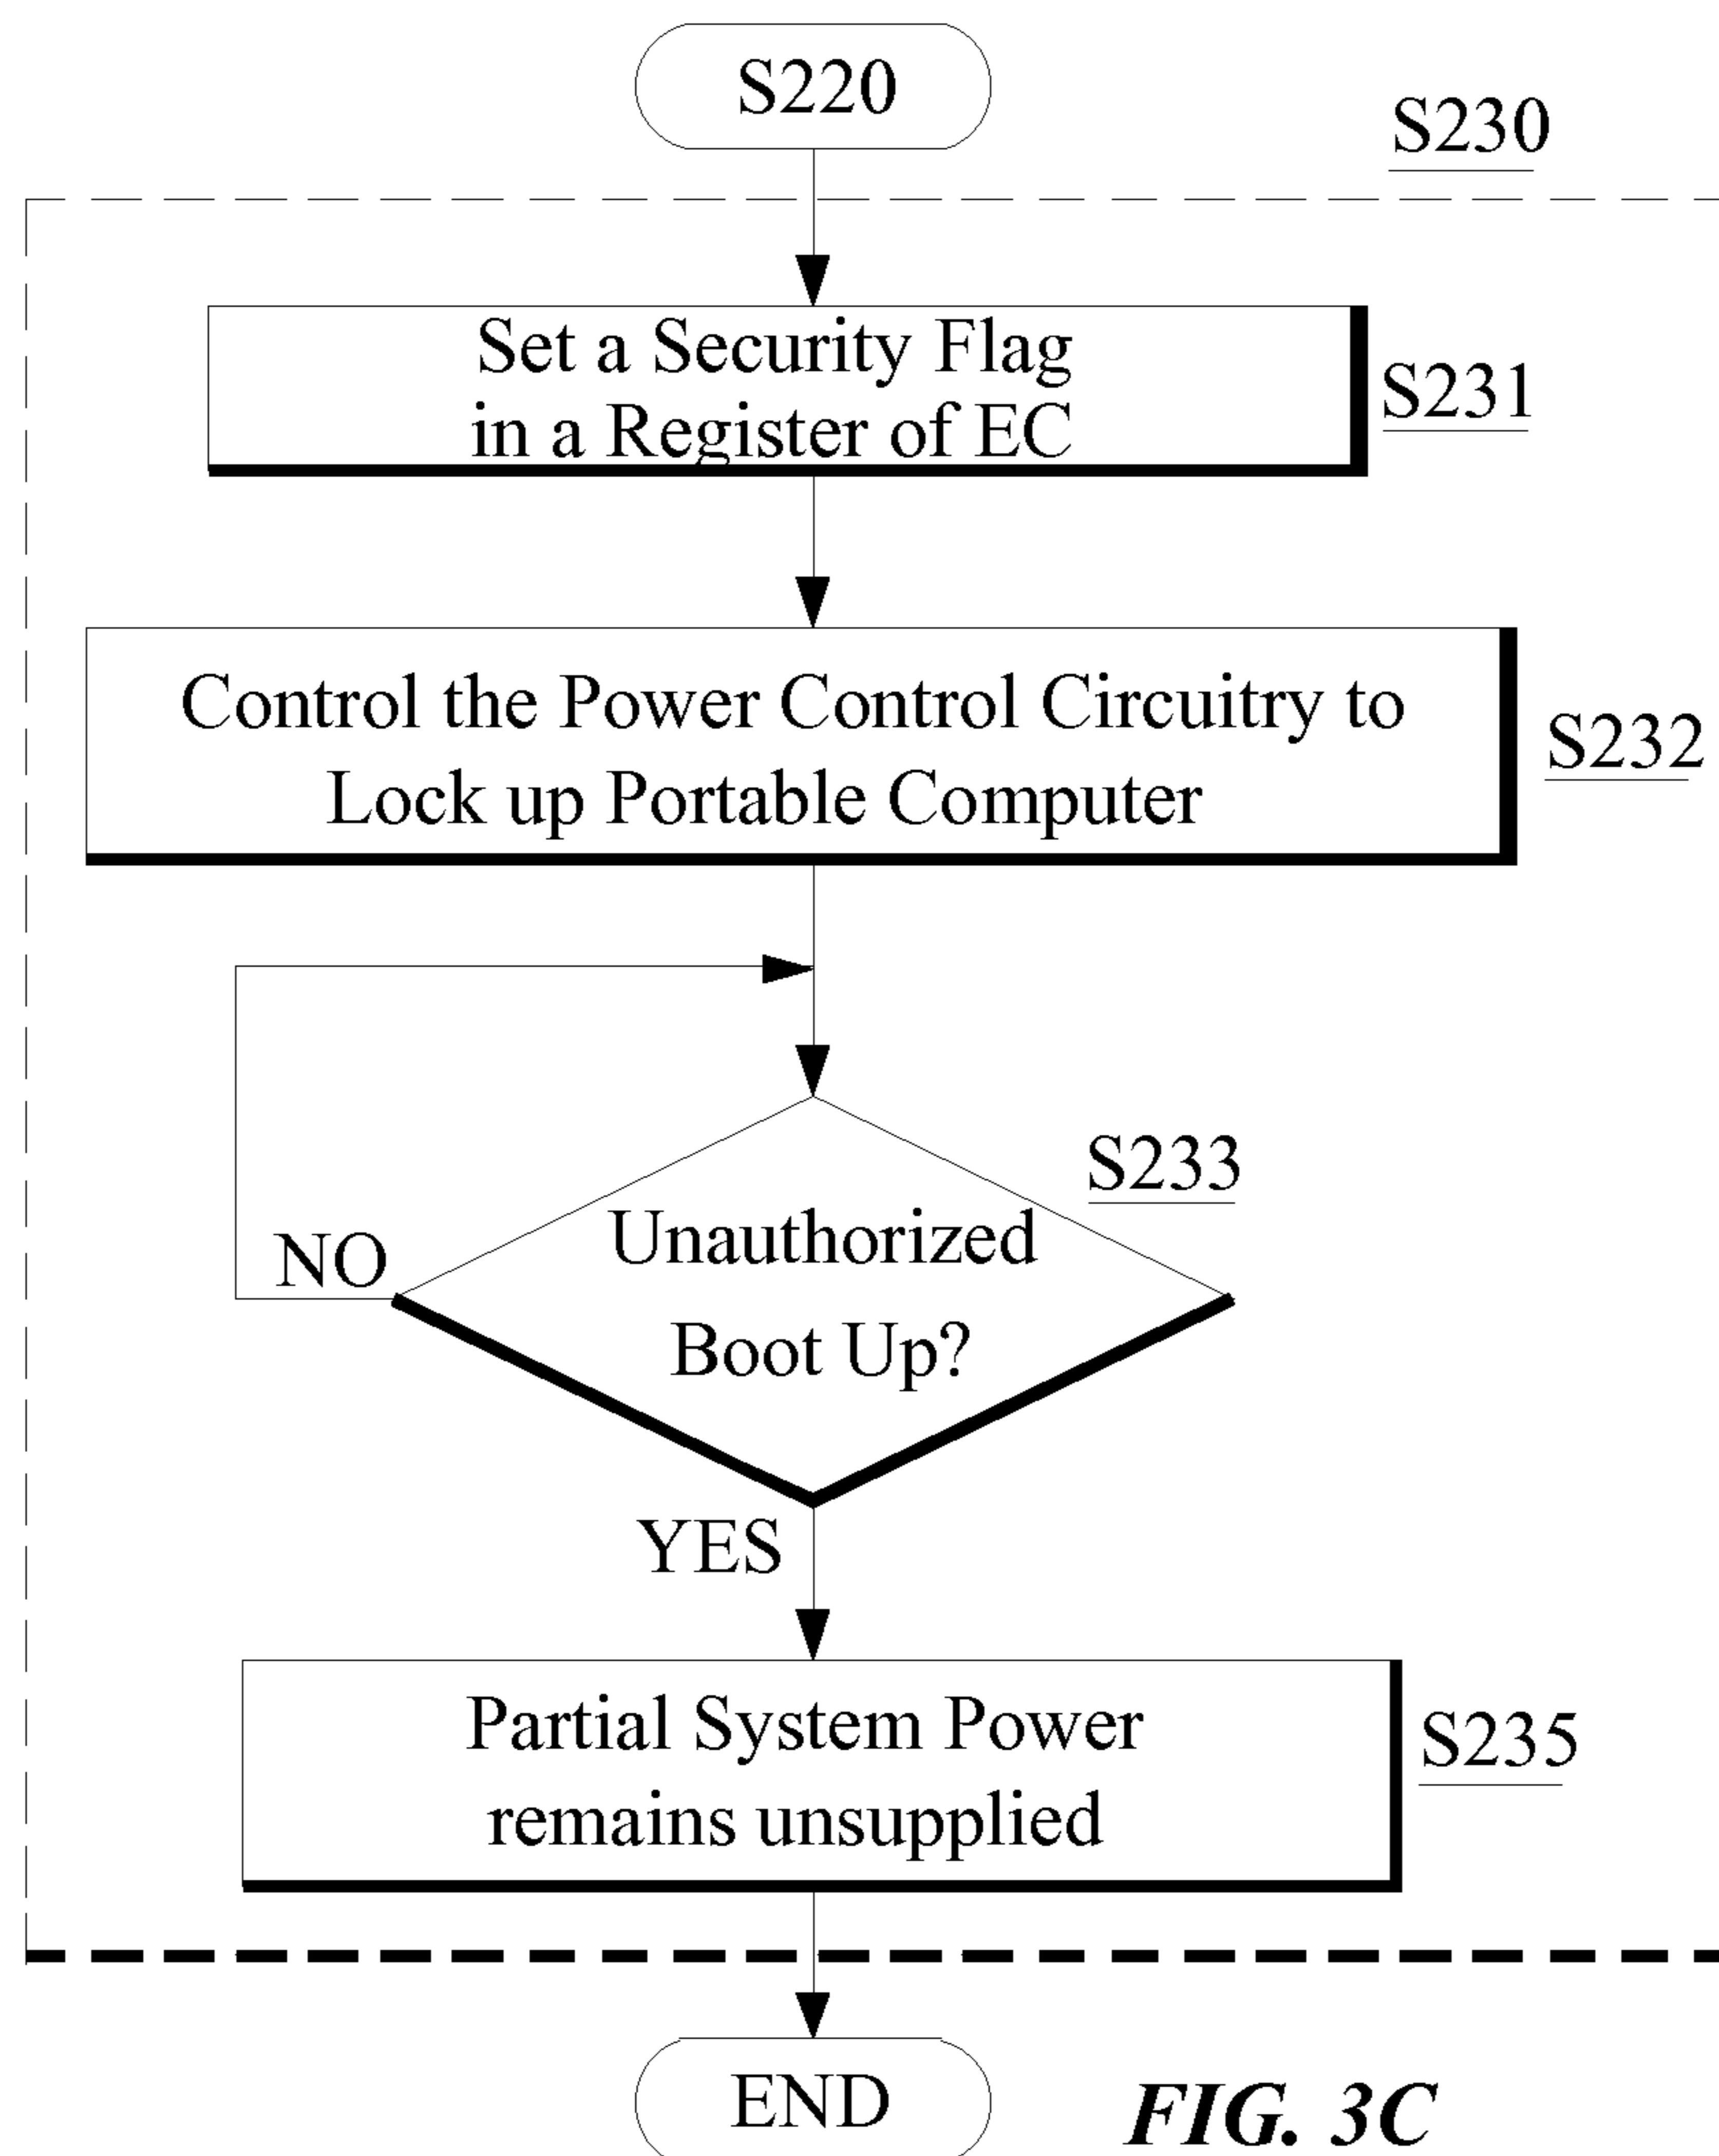 S220
S230
Set a Security Flag
in a Register of EC
S231
Control the Power Control Circuitry to
Lock up Portable Computer
S232
S233
Unauthorized
Boot Up?
NO
YES
Partial System Power
remains unsupplied
S235
END
FIG. 3C